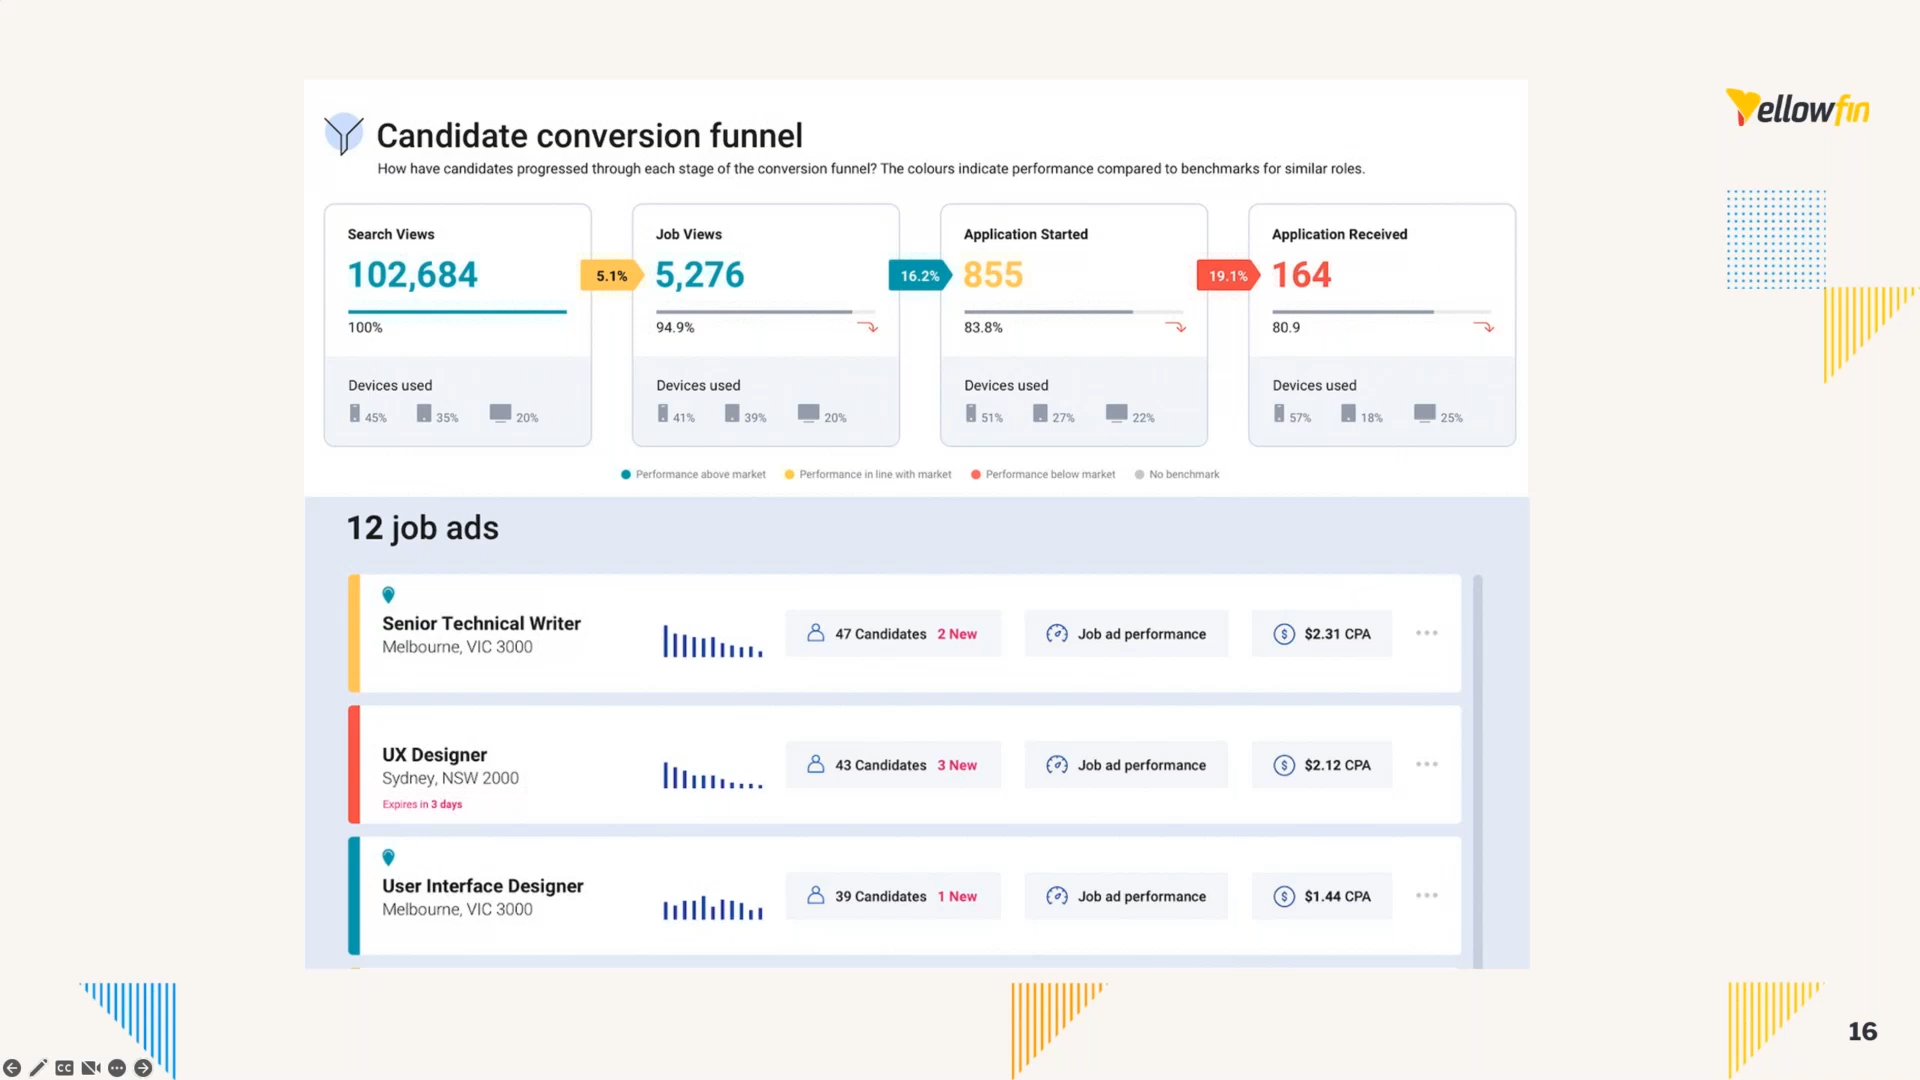 Yellowfin
Candidate conversion funnel
How have candidates progressed through each stage of the conversion funnel? The colours indicate performance compared to benchmarks for similar roles.
Search Views
102,684
100%
Devices used
45% 35% 20%
5.1%
Job Views
5,276
94.9%
Devices used
41% 39% 20%
16.2%
Application Started
855
83.8%
Devices used
51% 27% 22%
19.1%
Application Received
164
80.9
Devices used
57% 18% 25%
Performance above market Performance in line with market Performance below market No benchmark
12 job ads
Senior Technical Writer
Melbourne, VIC 3000
47 Candidates 2 New
Job ad performance
$ $2.31 CPA
UX Designer
Sydney, NSW 2000
Expires in 3 days
43 Candidates 3 New
Job ad performance
$ $2.12 CPA
User Interface Designer
Melbourne, VIC 3000
39 Candidates 1 New
Job ad performance
$ $1.44 CPA
16
CC